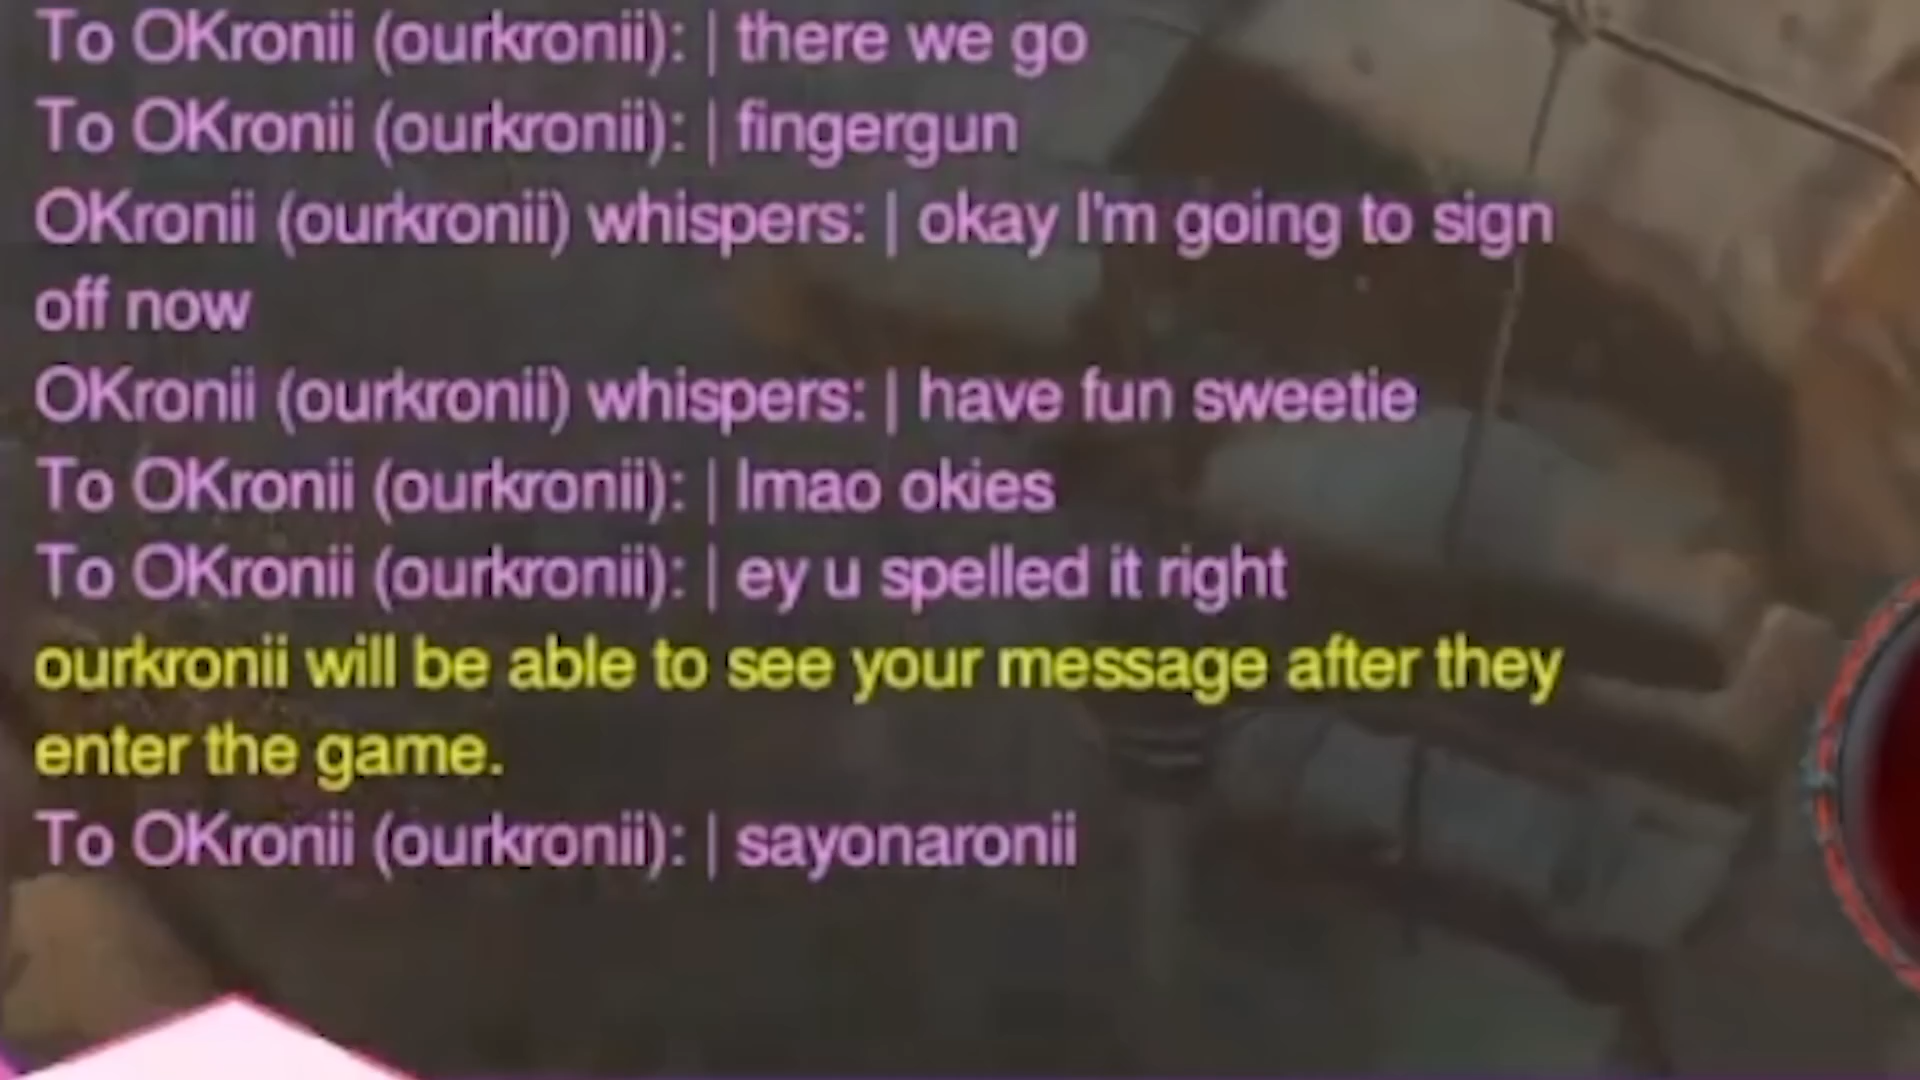 To OKronii (ourkronii): | there we go
To OKronii (ourkronii): | fingergun
OKronii (ourkronii) whispers: | okay I'm going to sign
off now
OKronii (ourkronii) whispers: | have fun sweetie
To OKronii (ourkronii): | lmao okies
To OKronii (ourkronii): | ey u spelled it right
ourkronii will be able to see your message after they
enter the game.
To OKronii (ourkronii): | sayonaronii